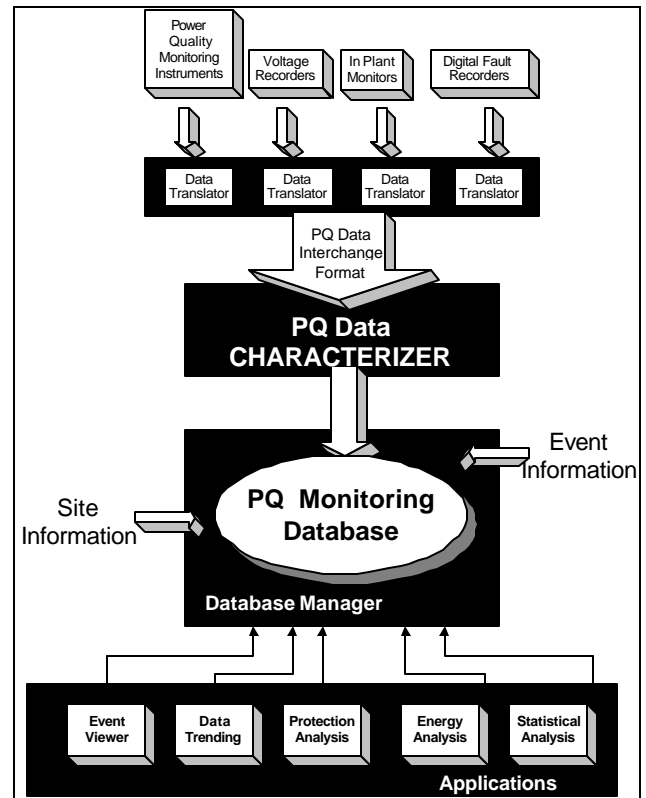 Power
Quality
Monitoring
Instruments
Voltage
Recorders
In Plant
Monitors
Digital Fault
Recorders
Data
Translator
Data
Translator
Data
Translator
Data
Translator
PQ Data
Interchange
Format
PQ Data
CHARACTERIZER
Event
Information
Site
Information
PQ Monitoring
Database
Database Manager
Event
Viewer
Data
Trending
Protection
Analysis
Energy
Analysis
Statistical
Analysis
Applications